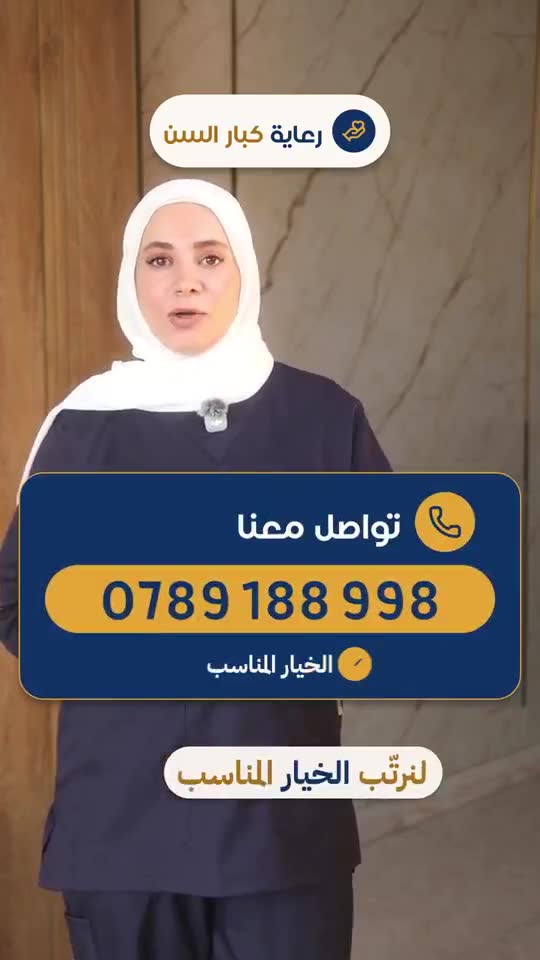 رعاية كبار السن
تواصل معنا
0789 188 998
الخيار المناسب
لنرتّب الخيار المناسب